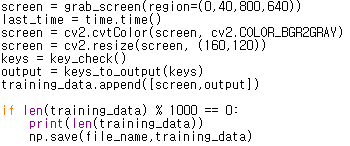 screen = grab_screen(region=(0,40,800,640))
last_time = time.time()
screen = cv2.cvtColor(screen, cv2.COLOR_BGR2GRAY)
screen = cv2.resize(screen, (160,120))
keys = key_check()
output = keys_to_output(keys)
training_data.append([screen,output])
if len(training_data) % 1000 == 0:
print(len(training_data))
np.save(file_name,training_data)